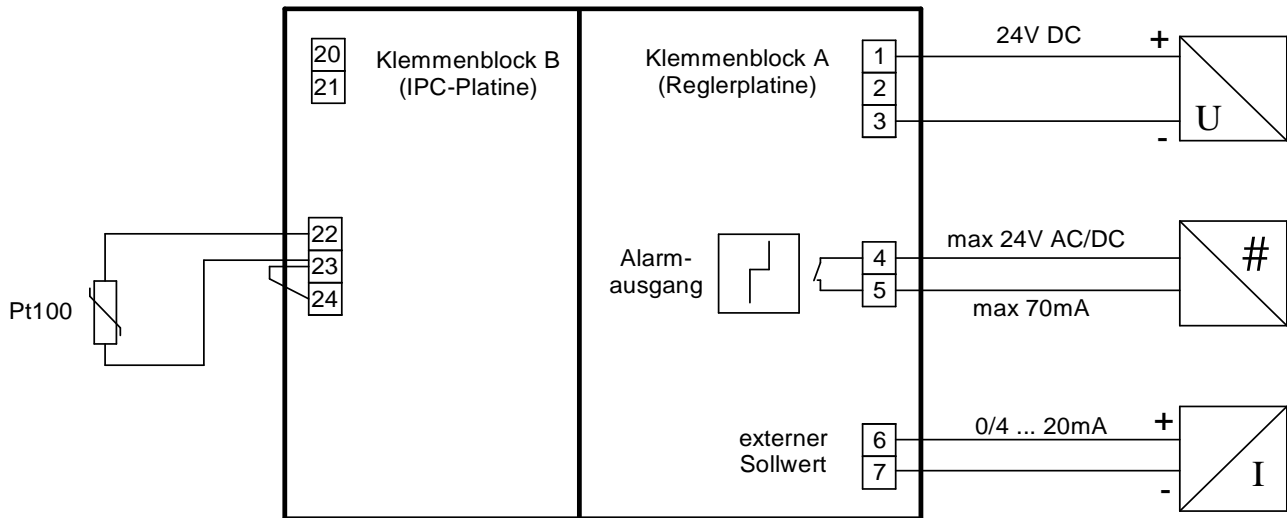 20
21
Klemmenblock B
(IPC-Platine)
Klemmenblock A
(Reglerplatine)
1
2
3
24V DC
+
-
U
22
23
24
Pt100
Alarm-
ausgang
4
5
max 24V AC/DC
max 70mA
#
externer
Sollwert
6
7
0/4 ... 20mA
+
-
I